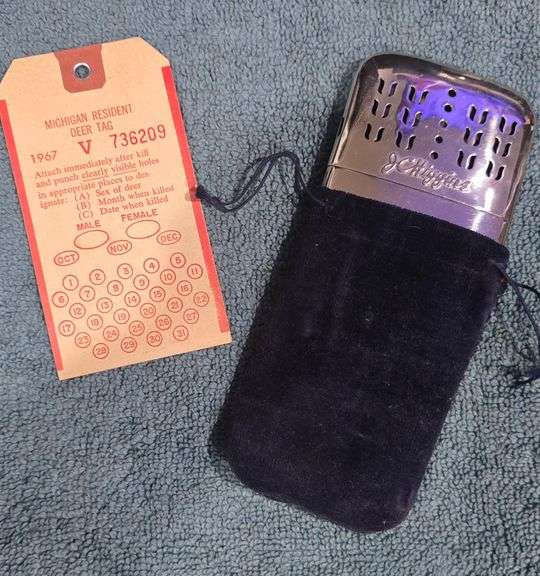 MICHIGAN RESIDENT
DEER TAG
1967 V 736209
Attach immediately after kill
and punch clearly visible holes
in appropriate places to des-
ignate: (A) Sex of deer
(B) Month when killed
(C) Date when killed
MALE FEMALE
OCT NOV DEC
1 2 3 4 5
6 7 8 9 10 11
12 13 14 15 16
17 18 19 20 21 22
23 24 25 26 27
28 29 30 31
J.C. Higgins